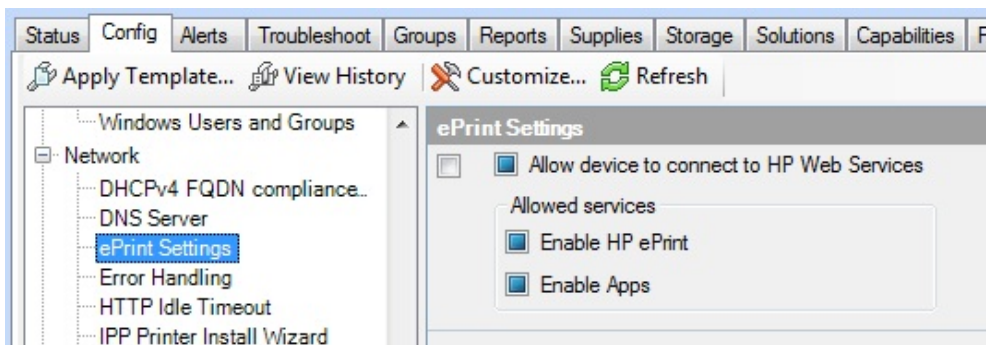 Status Config Alerts Troubleshoot Groups Reports Supplies Storage Solutions Capabilities
Apply Template... View History Customize... Refresh
Windows Users and Groups
Network
DHCPv4 FQDN compliance...
DNS Server
ePrint Settings
Error Handling
HTTP Idle Timeout
IPP Printer Install Wizard
ePrint Settings
Allow device to connect to HP Web Services
Allowed services
Enable HP ePrint
Enable Apps